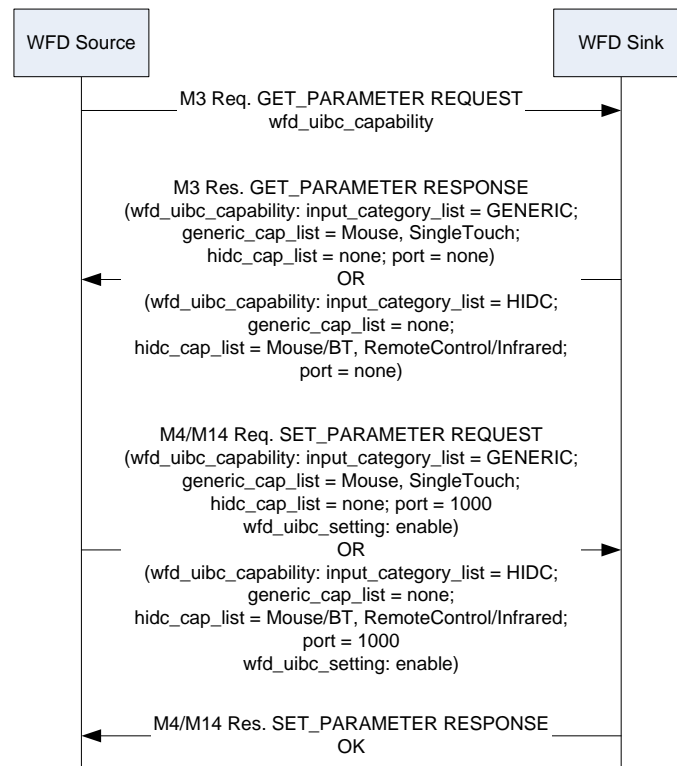 WFD Source
WFD Sink
M3 Req. GET_PARAMETER REQUEST
wfd_uibc_capability
M3 Res. GET_PARAMETER RESPONSE
(wfd_uibc_capability: input_category_list = GENERIC;
generic_cap_list = Mouse, SingleTouch;
hidc_cap_list = none; port = none)
OR
(wfd_uibc_capability: input_category_list = HIDC;
generic_cap_list = none;
hidc_cap_list = Mouse/BT, RemoteControl/Infrared;
port = none)
M4/M14 Req. SET_PARAMETER REQUEST
(wfd_uibc_capability: input_category_list = GENERIC;
generic_cap_list = Mouse, SingleTouch;
hidc_cap_list = none; port = 1000
wfd_uibc_setting: enable)
OR
(wfd_uibc_capability: input_category_list = HIDC;
generic_cap_list = none;
hidc_cap_list = Mouse/BT, RemoteControl/Infrared;
port = 1000
wfd_uibc_setting: enable)
M4/M14 Res. SET_PARAMETER RESPONSE
OK